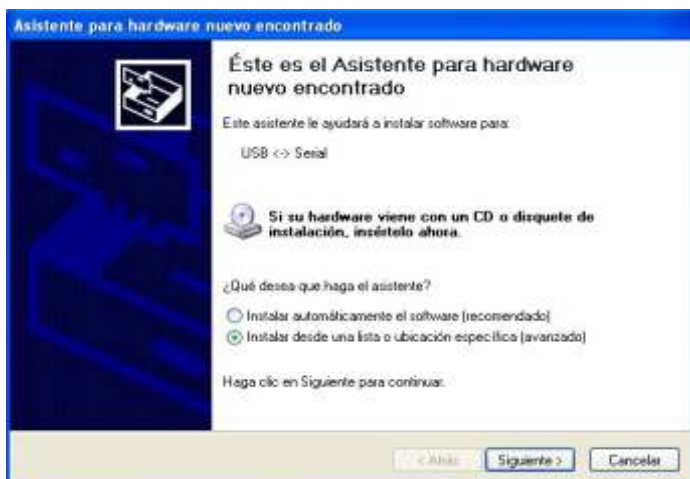 Asistente para hardware nuevo encontrado
Éste es el Asistente para hardware
nuevo encontrado
Este asistente le ayudará a instalar software para:
USB <-> Serial
Si su hardware viene con un CD o disquete de
instalación, insértelo ahora.
¿Qué desea que haga el asistente?
Instalar automáticamente el software (recomendado)
Instalar desde una lista o ubicación específica (avanzado)
Haga clic en Siguiente para continuar.
< Atrás
Siguiente >
Cancelar